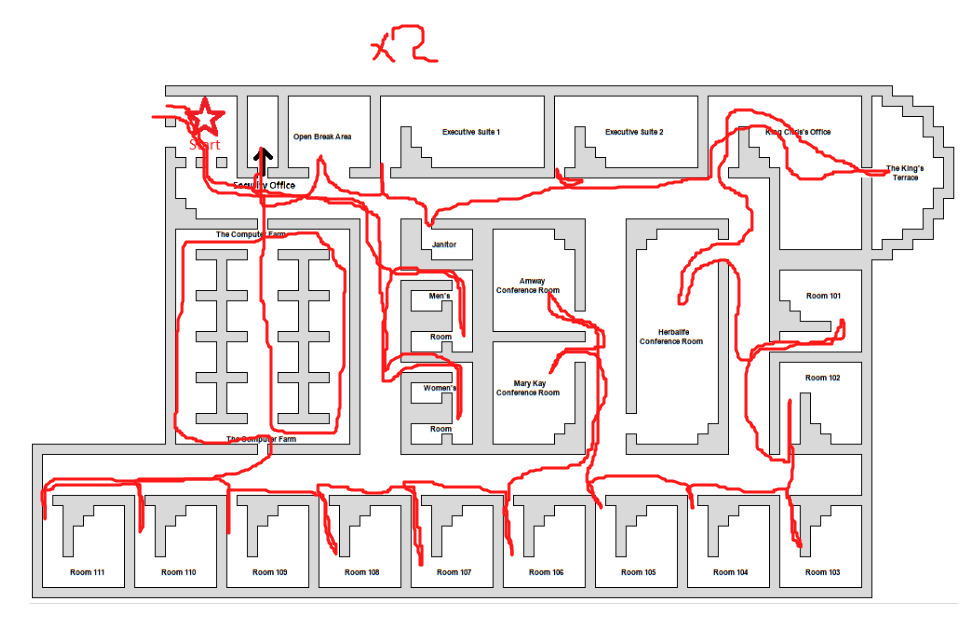 x2
Start
Open Break Area
Executive Suite 1
Executive Suite 2
King Chris's Office
The King's
Terrace
Security Office
The Computer Farm
Janitor
Amway
Conference Room
Men's
Room
Herbalife
Conference Room
Room 101
Women's
Room
Mary Kay
Conference Room
Room 102
The Computer Farm
Room 111
Room 110
Room 109
Room 108
Room 107
Room 106
Room 105
Room 104
Room 103